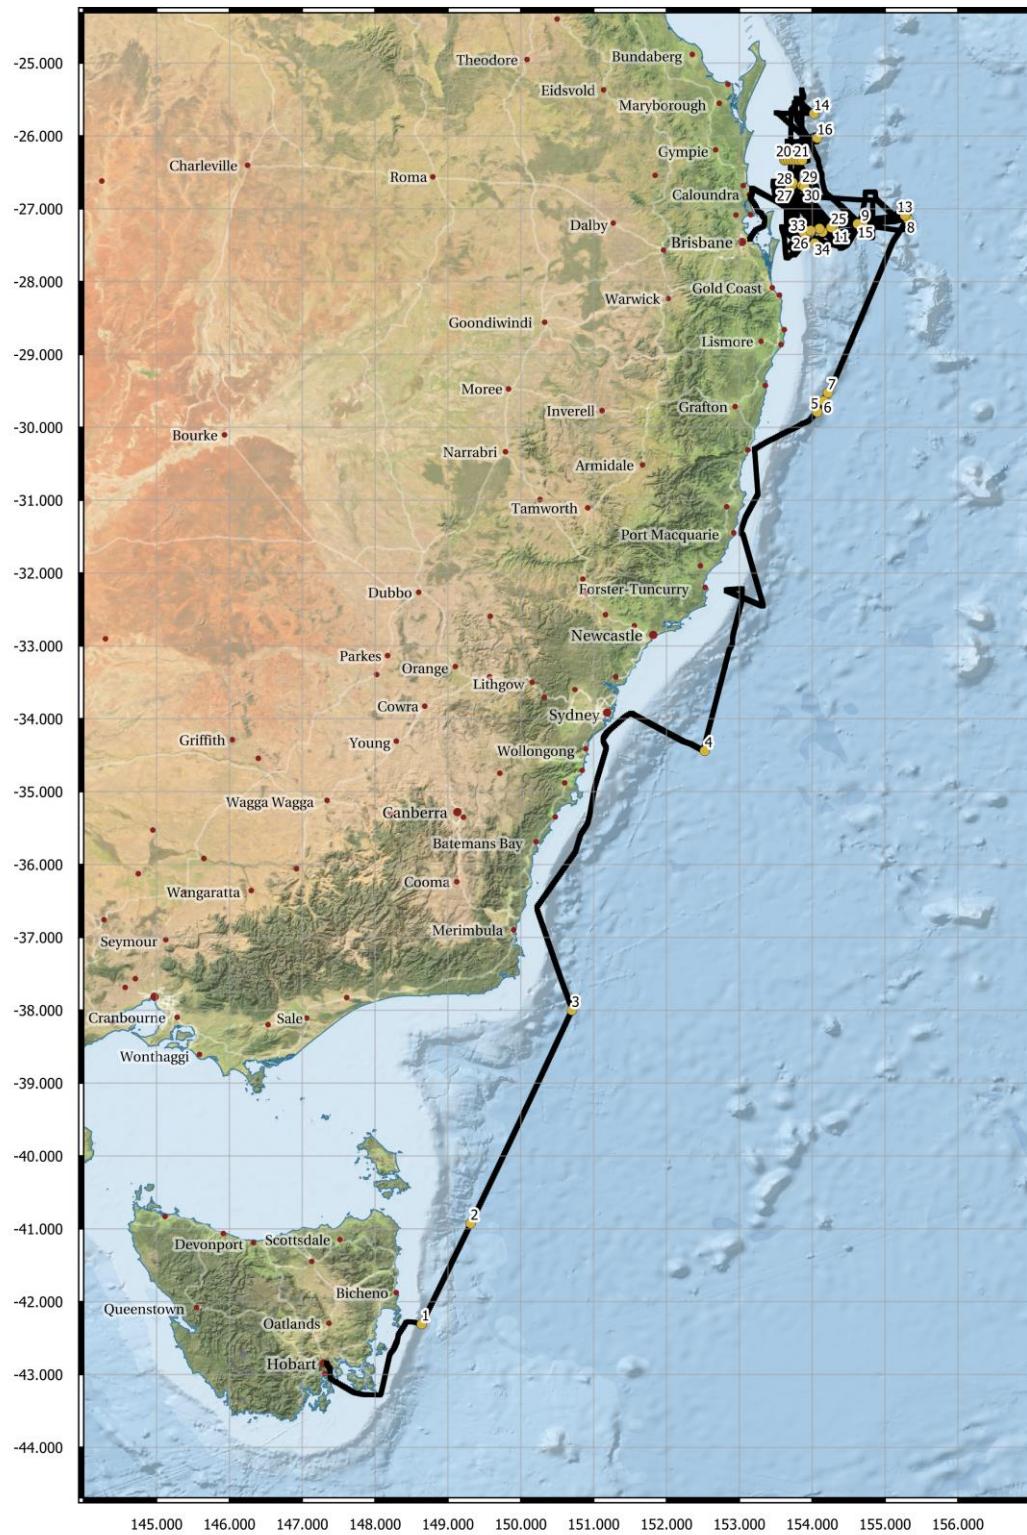 -25.000
Theodore
Bundaberg
Eidsvold
Maryborough
14
-26.000
16
Gympie
20
21
Charleville
Roma
28
29
Caloundra
27
30
-27.000
Dalby
9
13
33
25
15
8
Brisbane
26
11
34
-28.000
Gold Coast
Warwick
Goondiwindi
-29.000
Lismore
Moree
7
Inverell
Grafton
5
6
-30.000
Bourke
Narrabri
Armidale
-31.000
Tamworth
Port Macquarie
-32.000
Dubbo
Forster-Tuncurry
Newcastle
-33.000
Parkes
Orange
Lithgow
Cowra
Sydney
-34.000
Griffith
Young
Wollongong
4
-35.000
Wagga Wagga
Canberra
Batemans Bay
-36.000
Cooma
Wangaratta
Merimbula
-37.000
Seymour
3
-38.000
Cranbourne
Sale
Wonthaggi
-39.000
-40.000
2
-41.000
Devonport
Scottsdale
Bicheno
-42.000
Queenstown
Oatlands
1
Hobart
-43.000
-44.000
145.000 146.000 147.000 148.000 149.000 150.000 151.000 152.000 153.000 154.000 155.000 156.000